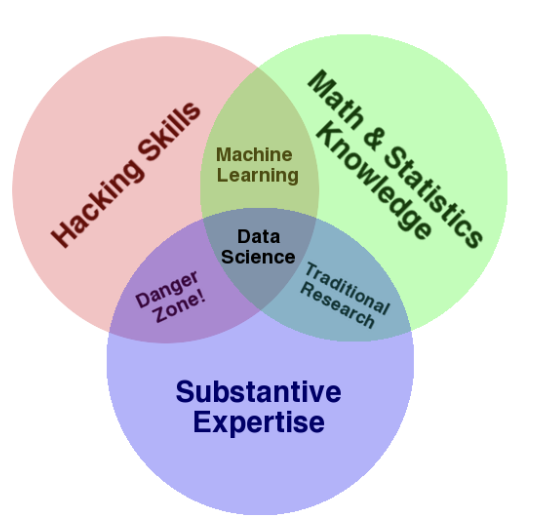 Hacking Skills
Math & Statistics
Knowledge
Machine
Learning
Data
Science
Danger
Zone!
Traditional
Research
Substantive
Expertise